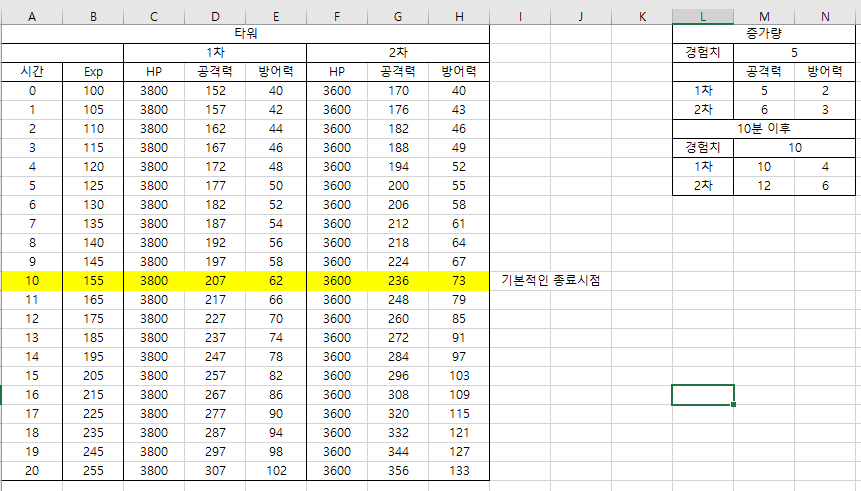 A B C D E F G H I J K L M N
타워 증가량
1차 2차 경험치 5
시간 Exp HP 공격력 방어력 HP 공격력 방어력 공격력 방어력
0 100 3800 152 40 3600 170 40 1차 5 2
1 105 3800 157 42 3600 176 43 2차 6 3
2 110 3800 162 44 3600 182 46 10분 이후
3 115 3800 167 46 3600 188 49 경험치 10
4 120 3800 172 48 3600 194 52 1차 10 4
5 125 3800 177 50 3600 200 55 2차 12 6
6 130 3800 182 52 3600 206 58
7 135 3800 187 54 3600 212 61
8 140 3800 192 56 3600 218 64
9 145 3800 197 58 3600 224 67
10 155 3800 207 62 3600 236 73 기본적인 종료시점
11 165 3800 217 66 3600 248 79
12 175 3800 227 70 3600 260 85
13 185 3800 237 74 3600 272 91
14 195 3800 247 78 3600 284 97
15 205 3800 257 82 3600 296 103
16 215 3800 267 86 3600 308 109
17 225 3800 277 90 3600 320 115
18 235 3800 287 94 3600 332 121
19 245 3800 297 98 3600 344 127
20 255 3800 307 102 3600 356 133